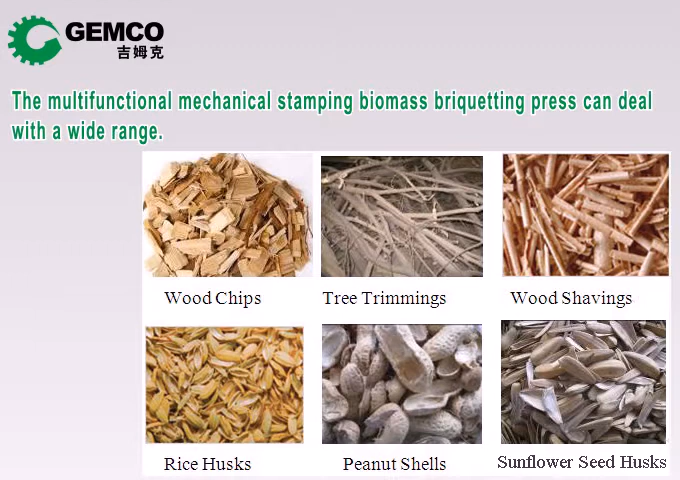 GEMCO
吉姆克
The multifunctional mechanical stamping biomass briquetting press can deal
with a wide range.
Wood Chips
Tree Trimmings
Wood Shavings
Rice Husks
Peanut Shells
Sunflower Seed Husks